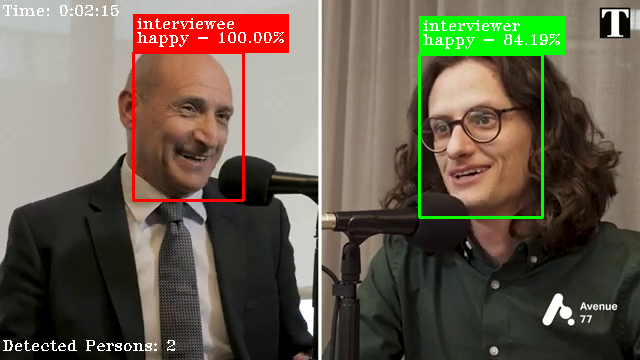 Time: 0:02:15
interviewee
happy - 100.00%
interviewer
happy - 84.19%
T
Avenue
77
Detected Persons: 2